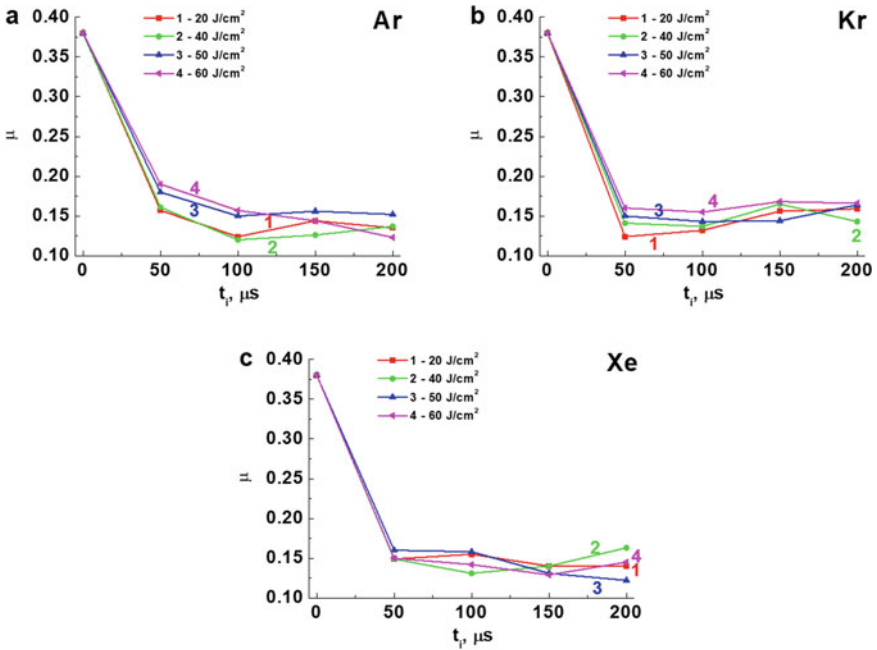 a
Ar
1 - 20 J/cm²
2 - 40 J/cm²
3 - 50 J/cm²
4 - 60 J/cm²
0.40
0.35
0.30
0.25
0.20
0.15
0.10
μ
4
3
1
2
0 50 100 150 200
tᵢ, μs
b
Kr
1 - 20 J/cm²
2 - 40 J/cm²
3 - 50 J/cm²
4 - 60 J/cm²
0.40
0.35
0.30
0.25
0.20
0.15
0.10
μ
3
4
1
2
0 50 100 150 200
tᵢ, μs
c
Xe
1 - 20 J/cm²
2 - 40 J/cm²
3 - 50 J/cm²
4 - 60 J/cm²
0.40
0.35
0.30
0.25
0.20
0.15
0.10
μ
2
4
1
3
0 50 100 150 200
tᵢ, μs